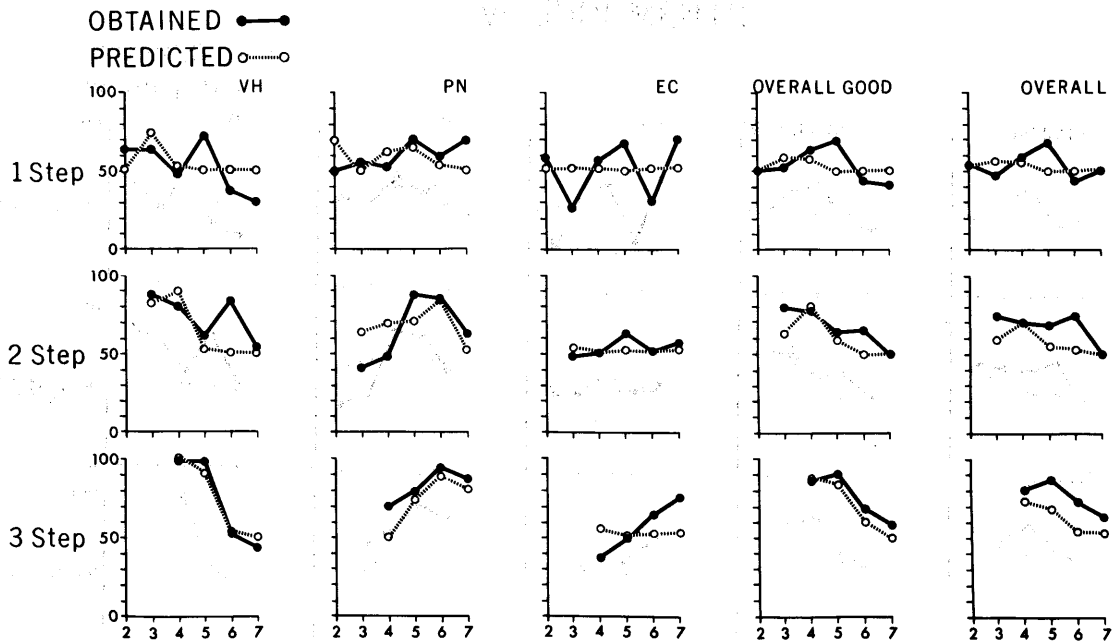 OBTAINED
PREDICTED
VH PN EC OVERALL GOOD OVERALL
100
1 Step 50
0
100
2 Step 50
0
100
3 Step 50
0
2 3 4 5 6 7 2 3 4 5 6 7 2 3 4 5 6 7 2 3 4 5 6 7 2 3 4 5 6 7